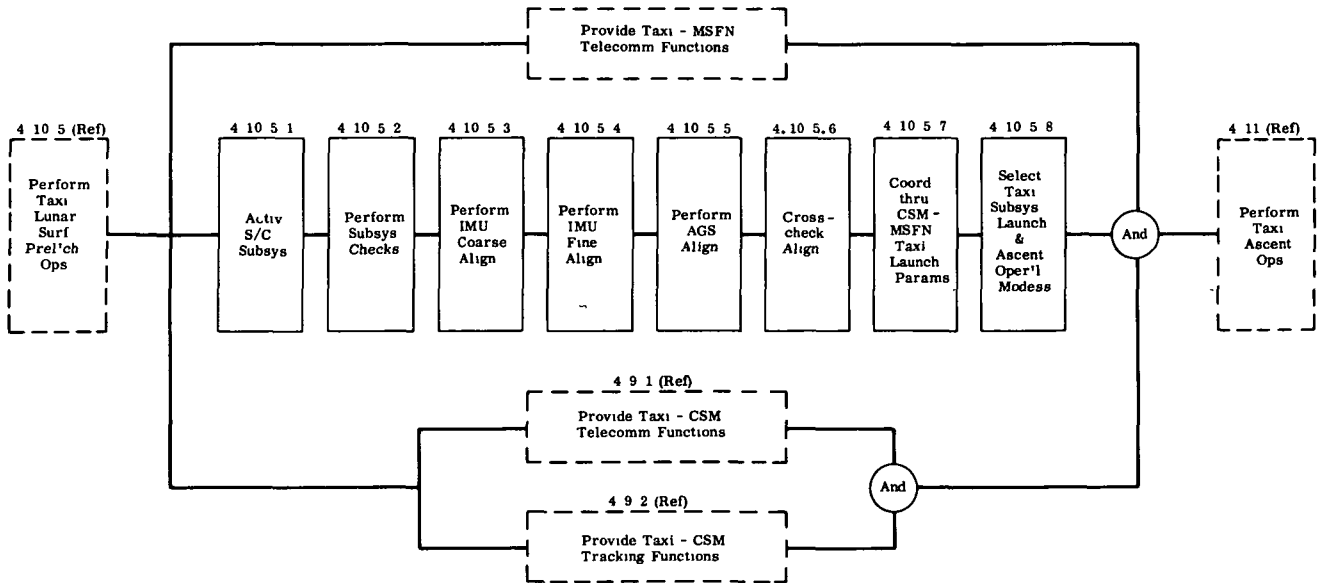 Provide Taxi - MSFN
Telecomm Functions
4 10 5 (Ref)
Perform
Taxi
Lunar
Surf
Prel'ch
Ops
4 10 5 1
Activ
S/C
Subsys
4 10 5 2
Perform
Subsys
Checks
4 10 5 3
Perform
IMU
Coarse
Align
4 10 5 4
Perform
IMU
Fine
Align
4 10 5 5
Perform
AGS
Align
4.10 5.6
Cross-
check
Align
4 10 5 7
Coord
thru
CSM -
MSFN
Taxi
Launch
Params
4 10 5 8
Select
Taxi
Subsys
Launch
&
Ascent
Oper'l
Modess
And
4 11 (Ref)
Perform
Taxi
Ascent
Ops
4 9 1 (Ref)
Provide Taxi - CSM
Telecomm Functions
And
4 9 2 (Ref)
Provide Taxi - CSM
Tracking Functions